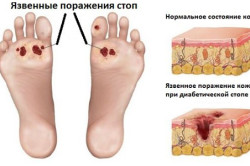 Язвенные поражения стоп
Нормальное состояние
Язвенное поражение
при диабетической стопе